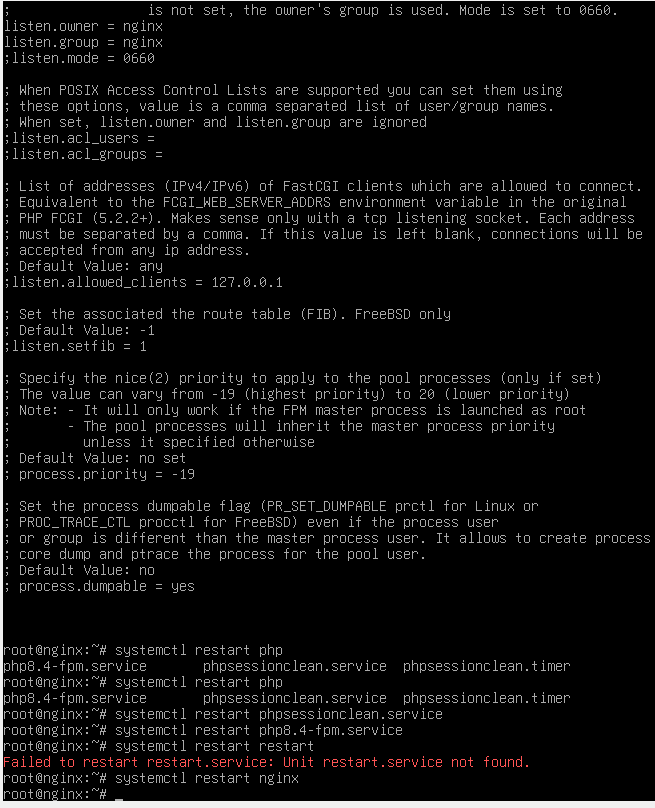 ;                  is not set, the owner's group is used. Mode is set to 0660.
listen.owner = nginx
listen.group = nginx
;listen.mode = 0660

; When POSIX Access Control Lists are supported you can set them using
; these options, value is a comma separated list of user/group names.
; When set, listen.owner and listen.group are ignored
;listen.acl_users =
;listen.acl_groups =

; List of addresses (IPv4/IPv6) of FastCGI clients which are allowed to connect.
; Equivalent to the FCGI_WEB_SERVER_ADDRS environment variable in the original
; PHP FCGI (5.2.2+). Makes sense only with a tcp listening socket. Each address
; must be separated by a comma. If this value is left blank, connections will be
; accepted from any ip address.
; Default Value: any
;listen.allowed_clients = 127.0.0.1

; Set the associated the route table (FIB). FreeBSD only
; Default Value: -1
;listen.setfib = 1

; Specify the nice(2) priority to apply to the pool processes (only if set)
; The value can vary from -19 (highest priority) to 20 (lower priority)
; Note: - It will only work if the FPM master process is launched as root
;       - The pool processes will inherit the master process priority
;         unless it specified otherwise
; Default Value: no set
; process.priority = -19

; Set the process dumpable flag (PR_SET_DUMPABLE prctl for Linux or
; PROC_TRACE_CTL procctl for FreeBSD) even if the process user
; or group is different than the master process user. It allows to create process
; core dump and ptrace the process for the pool user.
; Default Value: no
; process.dumpable = yes

root@nginx:~# systemctl restart php
php8.4-fpm.service       phpsessionclean.service  phpsessionclean.timer
root@nginx:~# systemctl restart php
php8.4-fpm.service       phpsessionclean.service  phpsessionclean.timer
root@nginx:~# systemctl restart phpsessionclean.service
root@nginx:~# systemctl restart php8.4-fpm.service
root@nginx:~# systemctl restart restart
Failed to restart restart.service: Unit restart.service not found.
root@nginx:~# systemctl restart nginx
root@nginx:~# _